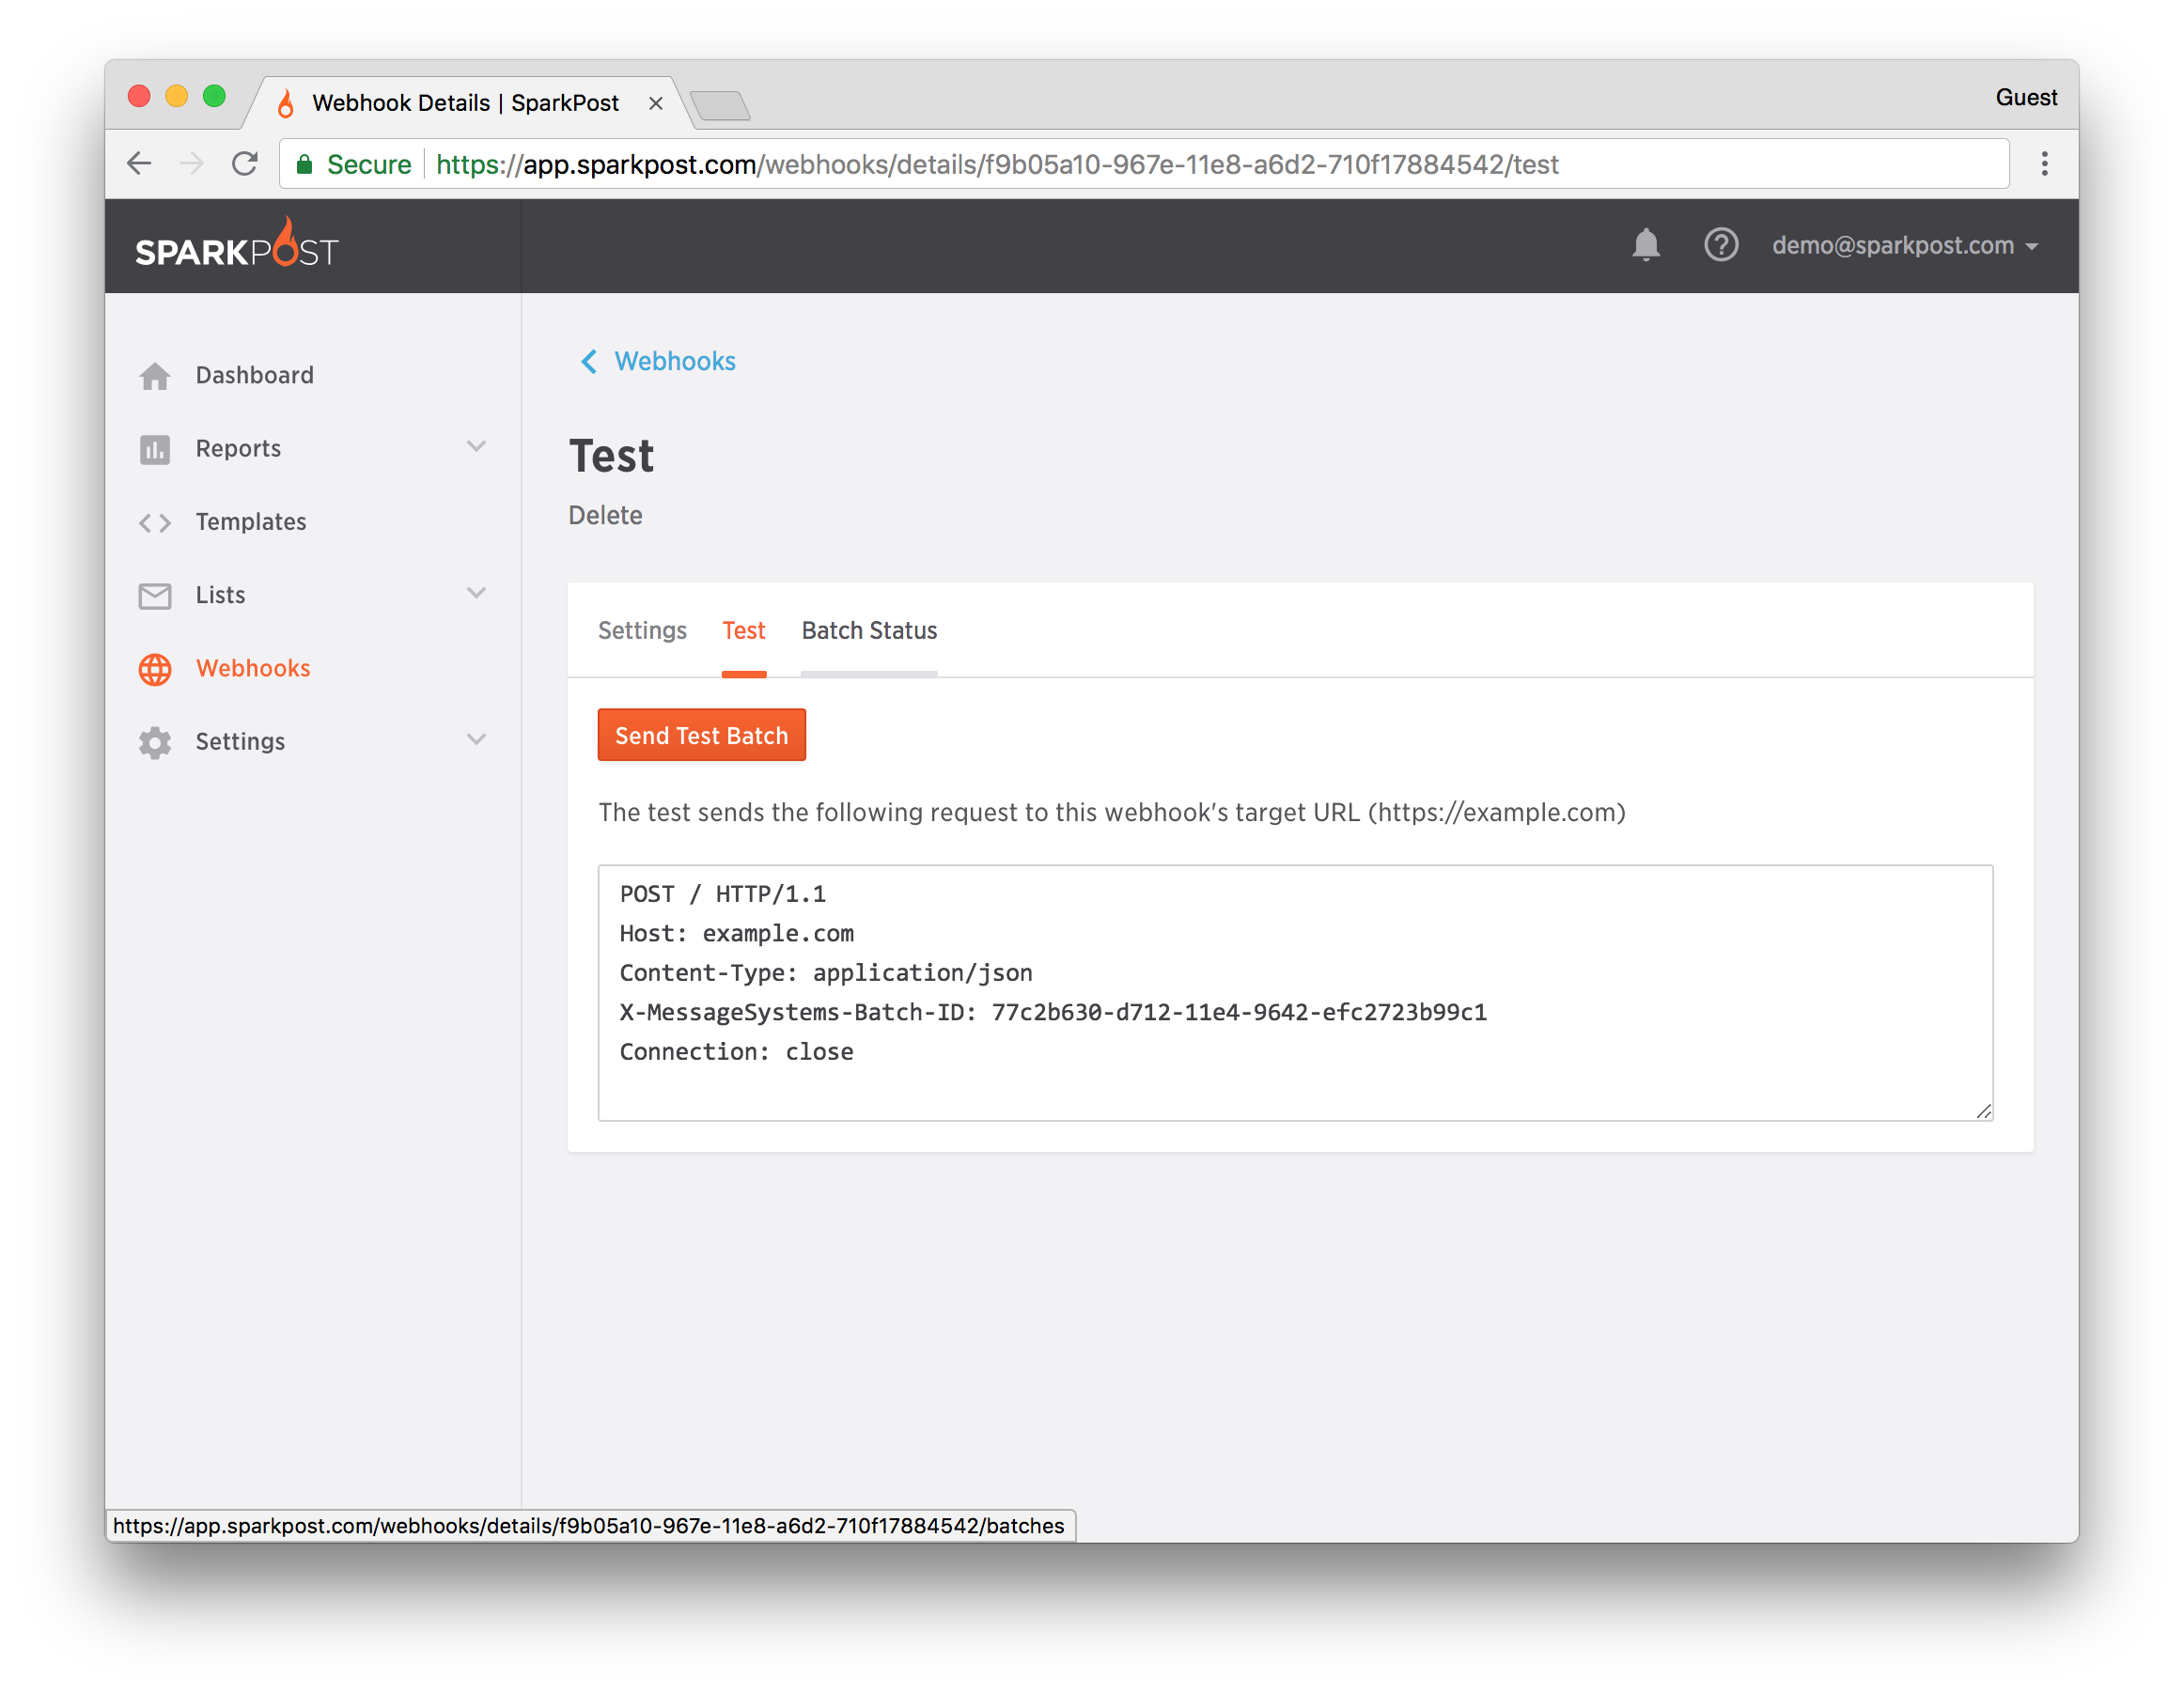 Webhook Details | SparkPost
Guest
Secure https://app.sparkpost.com/webhooks/details/f9b05a10-967e-11e8-a6d2-710f17884542/test
SPARKPOST
demo@sparkpost.com
Dashboard
Reports
Templates
Lists
Webhooks
Settings
Webhooks
Test
Delete
Settings Test Batch Status
Send Test Batch
The test sends the following request to this webhook's target URL (https://example.com)
POST / HTTP/1.1
Host: example.com
Content-Type: application/json
X-MessageSystems-Batch-ID: 77c2b630-d712-11e4-9642-efc2723b99c1
Connection: close
https://app.sparkpost.com/webhooks/details/f9b05a10-967e-11e8-a6d2-710f17884542/batches